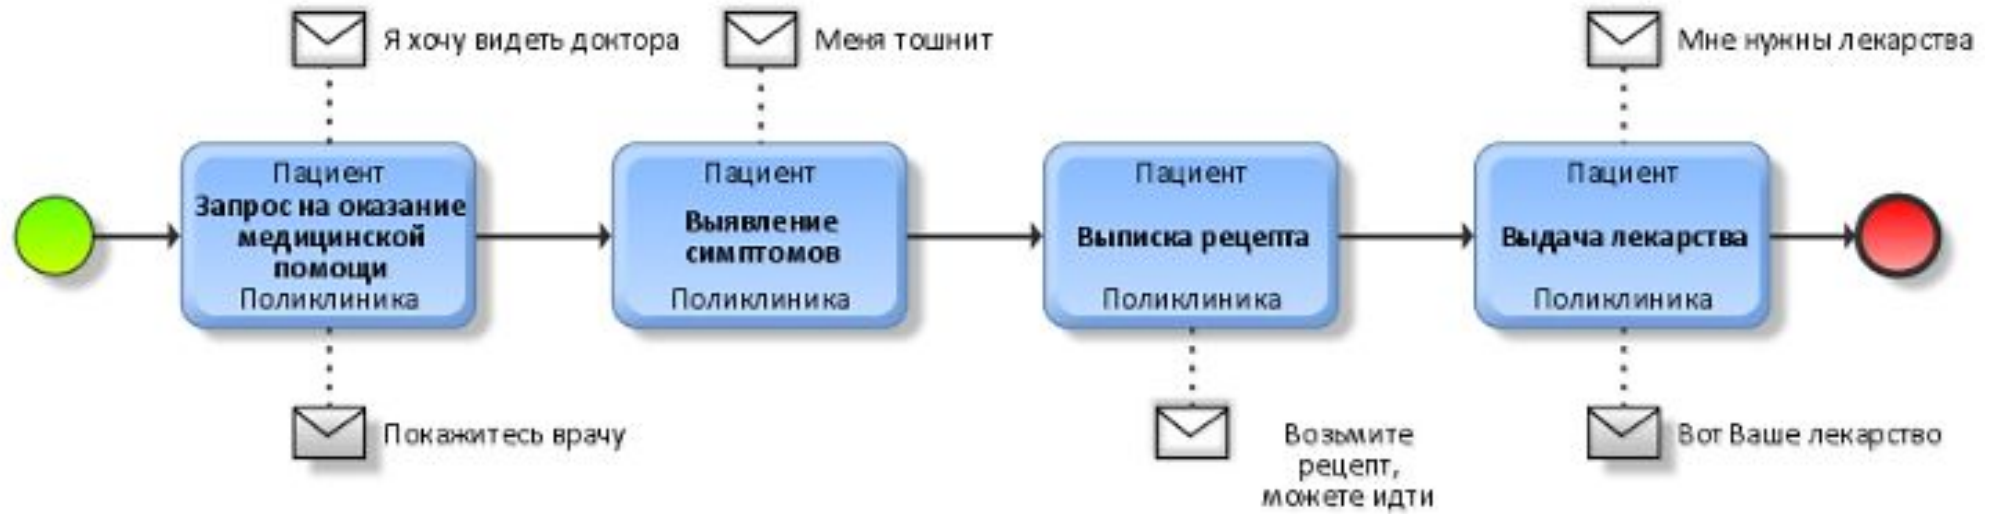 Я хочу видеть доктора
Меня тошнит
Мне нужны лекарства
Пациент
Запрос на оказание
медицинской
помощи
Поликлиника
Пациент
Выявление
симптомов
Поликлиника
Пациент
Выписка рецепта
Поликлиника
Пациент
Выдача лекарства
Поликлиника
Покажитесь врачу
Возьмите
рецепт,
можете идти
Вот Ваше лекарство